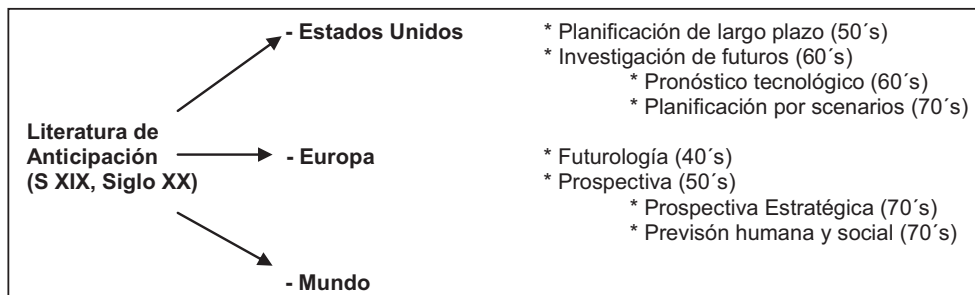 - Estados Unidos
* Planificación de largo plazo (50´s)
* Investigación de futuros (60´s)
* Pronóstico tecnológico (60´s)
* Planificación por scenarios (70´s)
Literatura de
Anticipación
(S XIX, Siglo XX)
- Europa
* Futurología (40´s)
* Prospectiva (50´s)
* Prospectiva Estratégica (70´s)
* Previsón humana y social (70´s)
- Mundo